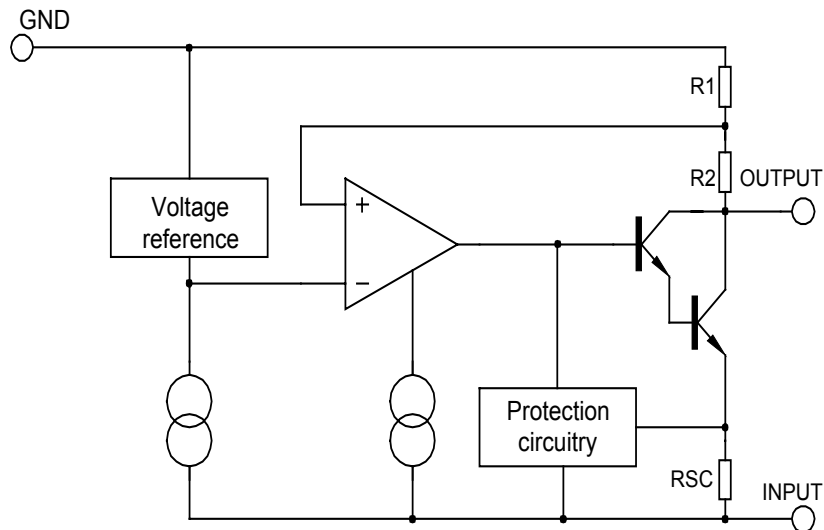 GND
R1
R2
OUTPUT
Voltage
reference
+
−
Protection
circuitry
RSC
INPUT